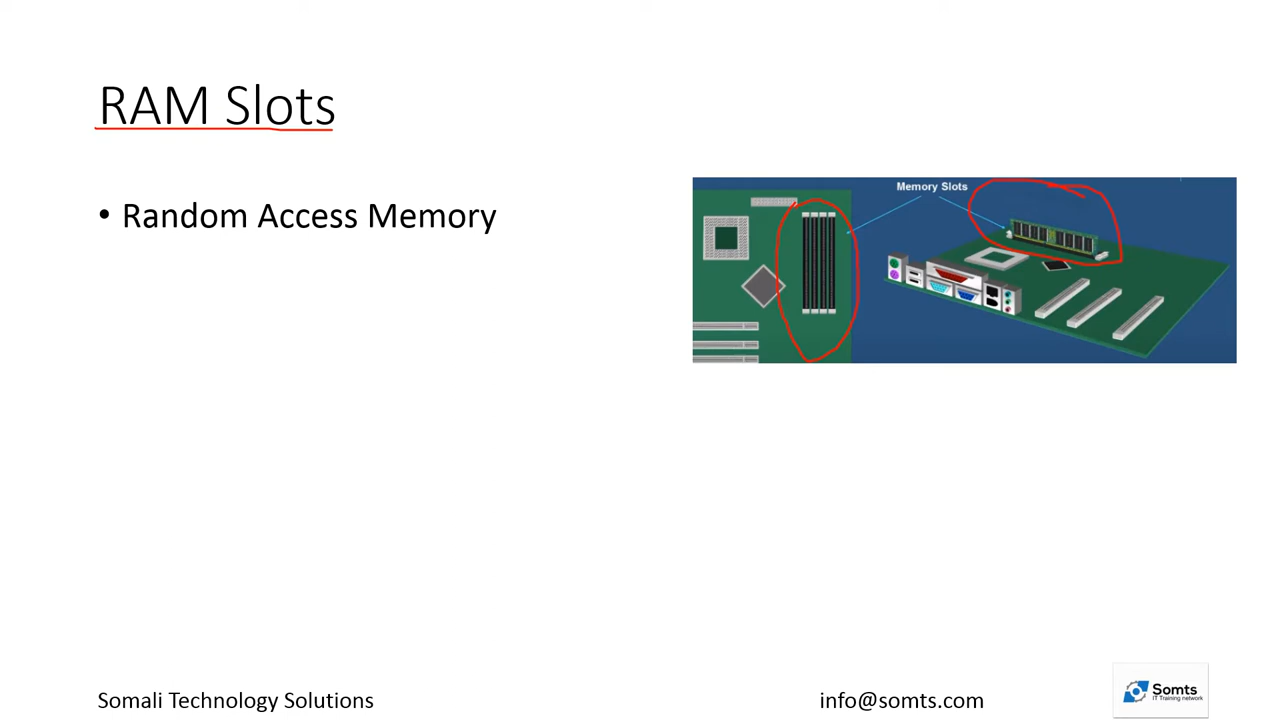 RAM Slots
• Random Access Memory
Memory Slots
Somali Technology Solutions
info@somts.com
Somts
IT Training network